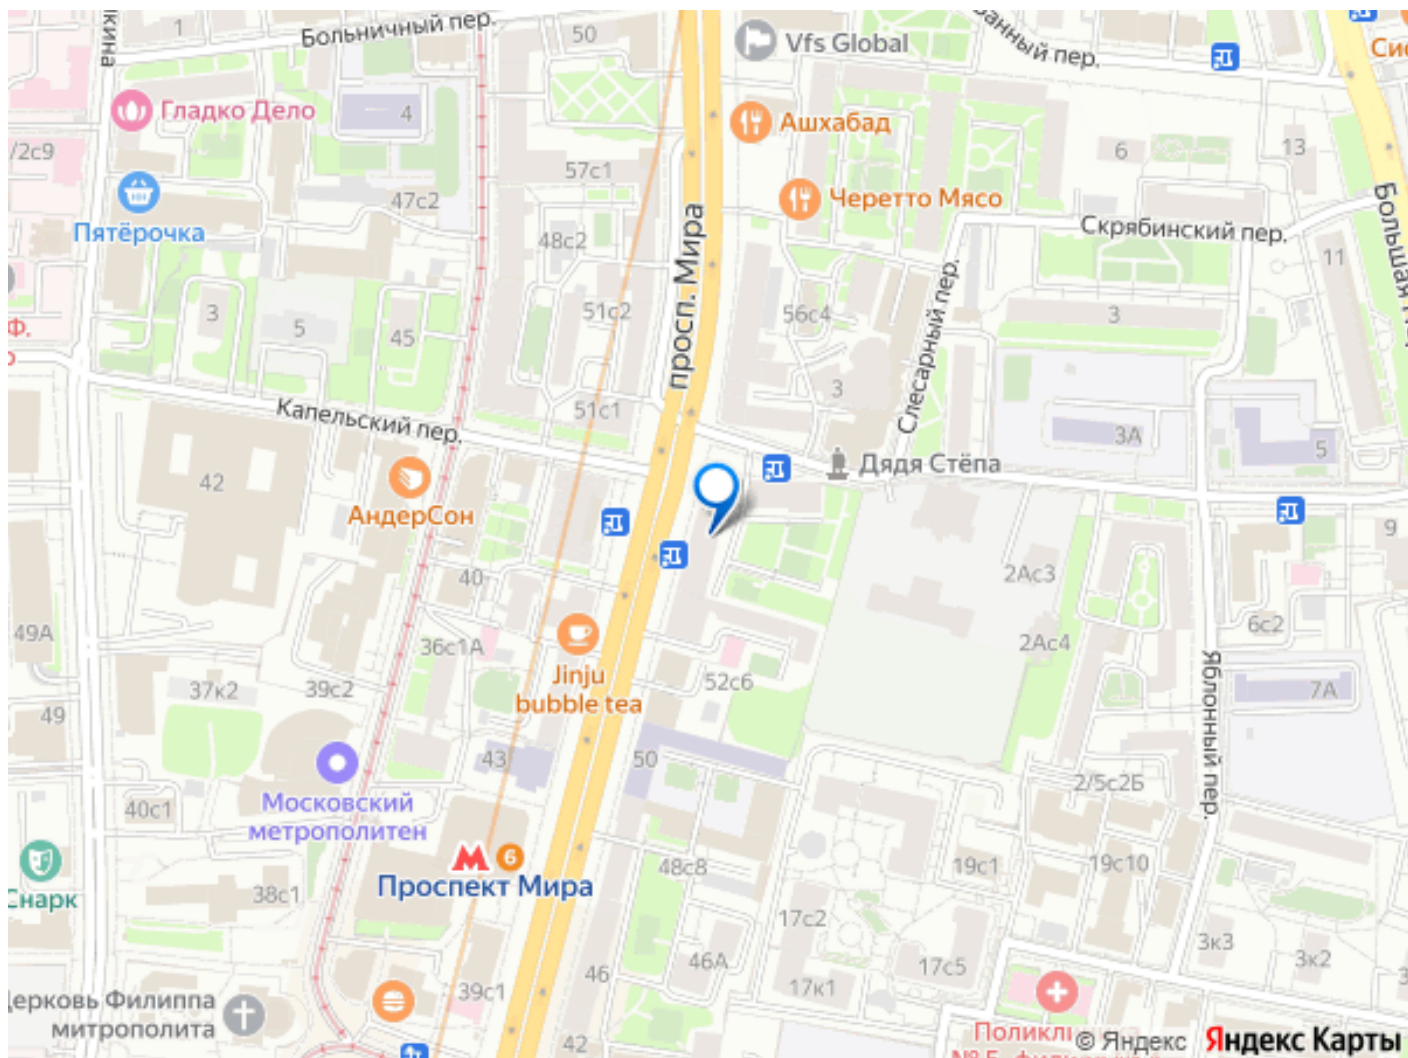 Больничный пер.
1
50
Vfs Global
Гладко Дело
4
Ашхабад
/2с9
57с1
6
13
47с2
Черетто Мясо
Пятёрочка
48с2
просп. Мира
Скрябинский пер.
11
3
5
45
51с2
56с4
Слесарный пер.
3
Капельский пер.
51с1
3
3А
5
42
АндерСон
Дядя Стёпа
9
40
2Ас3
49А
36с1А
Jinju
bubble tea
2Ас4
6с2
37к2
39с2
52с6
Яблонный пер.
7А
49
43
50
Московский
метрополитен
40с1
2/5с2Б
6
Проспект Мира
48с8
19с1
19с10
Снарк
38с1
17с2
3к3
46
46А
17с5
3к2
39с1
17к1
Церковь Филиппа
митрополита
42
© Яндекс
Яндекс Карты